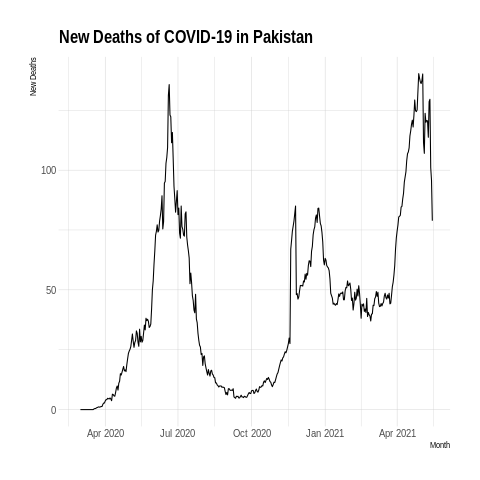 New Deaths of COVID-19 in Pakistan
New Deaths
100
50
0
Apr 2020
Jul 2020
Oct 2020
Jan 2021
Apr 2021
Month